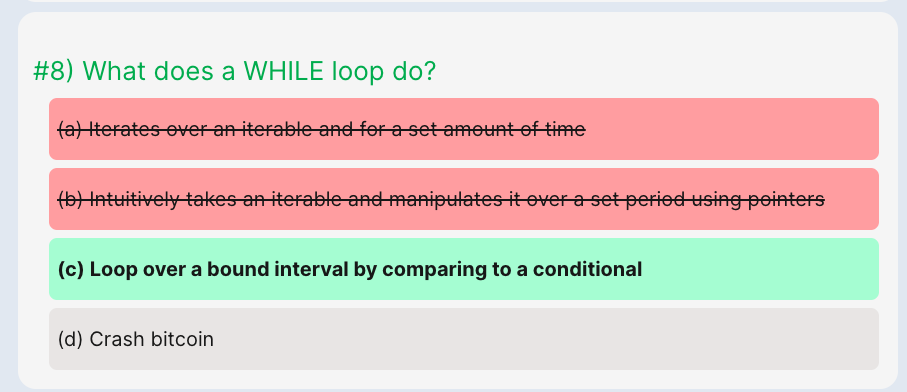 #8) What does a WHILE loop do?
(a) Iterates over an iterable and for a set amount of time
(b) Intuitively takes an iterable and manipulates it over a set period using pointers
(c) Loop over a bound interval by comparing to a conditional
(d) Crash bitcoin